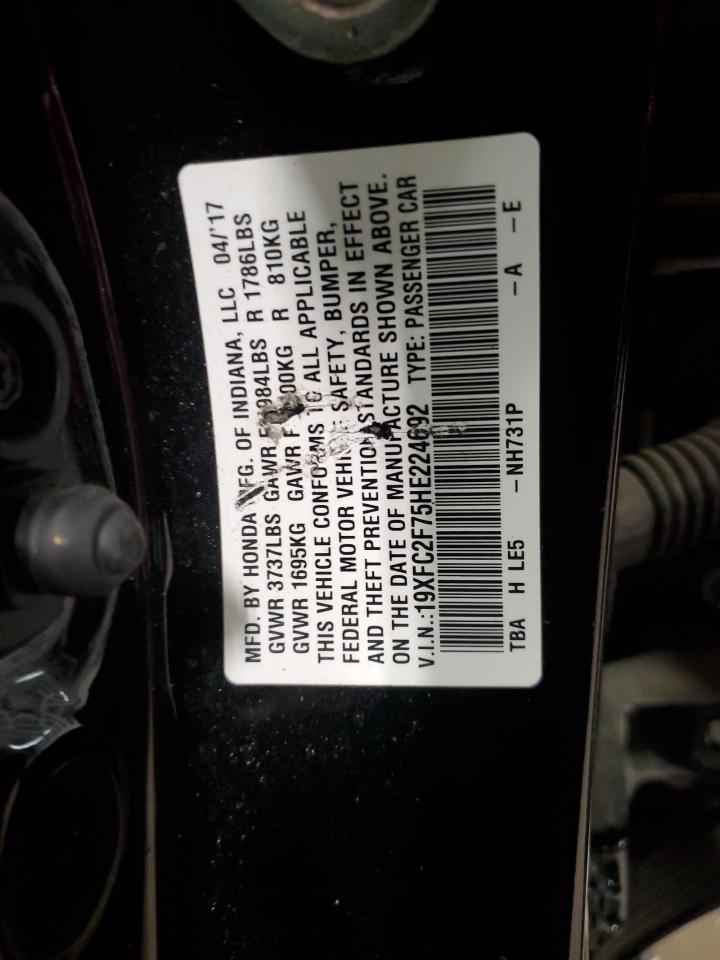 MFD. BY HONDA MFG. OF INDIANA, LLC 04/'17
GVWR 3737LBS GAWR F 1984LBS R 1786LBS
GVWR 1695KG GAWR F 900KG R 810KG
THIS VEHICLE CONFORMS TO ALL APPLICABLE
FEDERAL MOTOR VEHICLE SAFETY, BUMPER,
AND THEFT PREVENTION STANDARDS IN EFFECT
ON THE DATE OF MANUFACTURE SHOWN ABOVE.
V.I.N.:19XFC2F75HE224692 TYPE: PASSENGER CAR
TBA H LE5 -NH731P -A -E